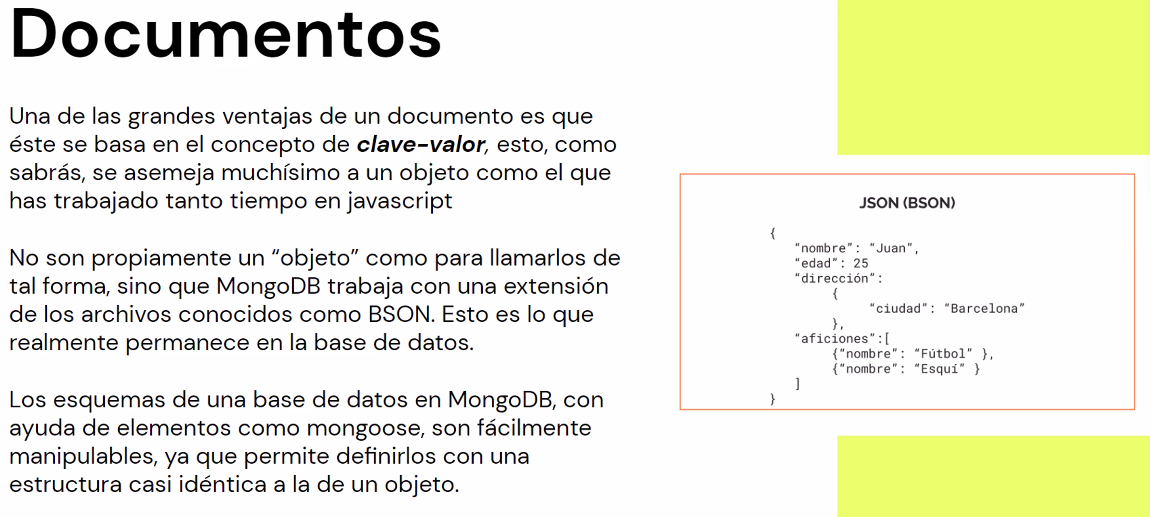 Documentos
Una de las grandes ventajas de un documento es que
éste se basa en el concepto de clave-valor, esto, como
sabrás, se asemeja muchísimo a un objeto como el que
has trabajado tanto tiempo en javascript
No son propiamente un “objeto” como para llamarlos de
tal forma, sino que MongoDB trabaja con una extensión
de los archivos conocidos como BSON. Esto es lo que
realmente permanece en la base de datos.
Los esquemas de una base de datos en MongoDB, con
ayuda de elementos como mongoose, son fácilmente
manipulables, ya que permite definirlos con una
estructura casi idéntica a la de un objeto.
JSON (BSON)
{
“nombre”: “Juan”,
“edad”: 25
“dirección”:
{
“ciudad”: “Barcelona”
},
“aficiones”:[
{“nombre”: “Fútbol” },
{“nombre”: “Esquí” }
]
}